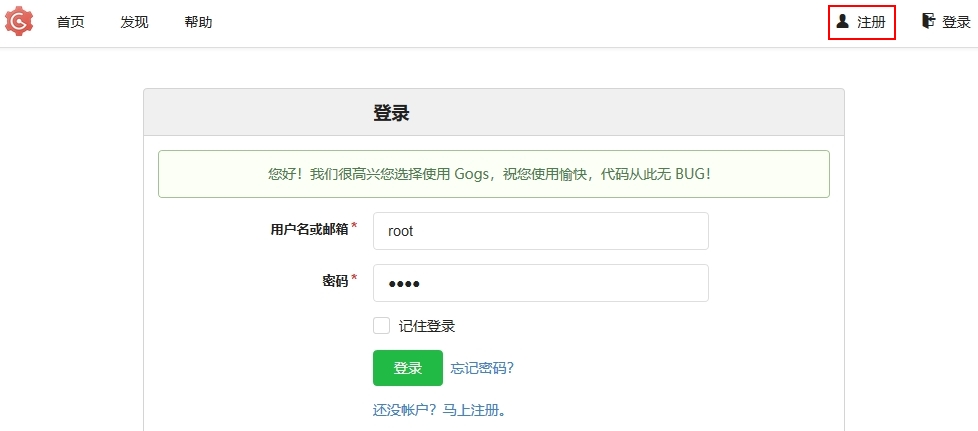 首页 发现 帮助 注册 登录
登录
您好！我们很高兴您选择使用 Gogs，祝您使用愉快，代码从此无 BUG！
用户名或邮箱* root
密码* ●●●●
记住登录
登录 忘记密码？
还没帐户？马上注册。